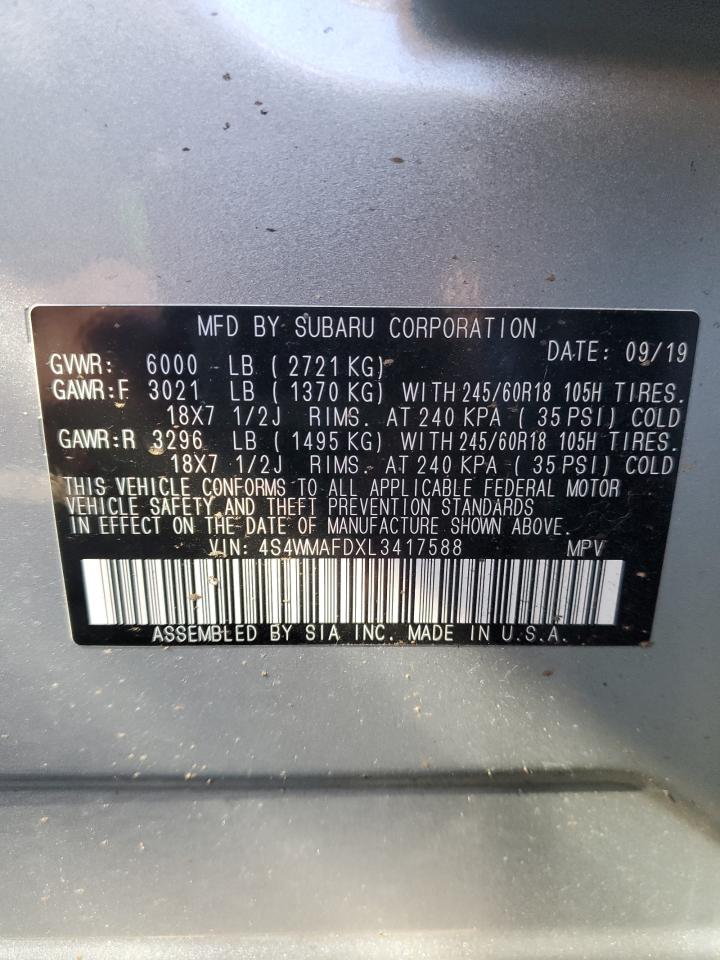 MFD BY SUBARU CORPORATION
DATE: 09/19
GVWR: 6000 LB ( 2721 KG)
GAWR:F 3021 LB ( 1370 KG) WITH 245/60R18 105H TIRES.
18X7 1/2J RIMS. AT 240 KPA ( 35 PSI) COLD
GAWR:R 3296 LB ( 1495 KG) WITH 245/60R18 105H TIRES.
18X7 1/2J RIMS. AT 240 KPA ( 35 PSI) COLD
THIS VEHICLE CONFORMS TO ALL APPLICABLE FEDERAL MOTOR
VEHICLE SAFETY AND THEFT PREVENTION STANDARDS
IN EFFECT ON THE DATE OF MANUFACTURE SHOWN ABOVE.
VIN: 4S4WMAFDXL3417588 MPV
ASSEMBLED BY SIA INC. MADE IN U.S.A.